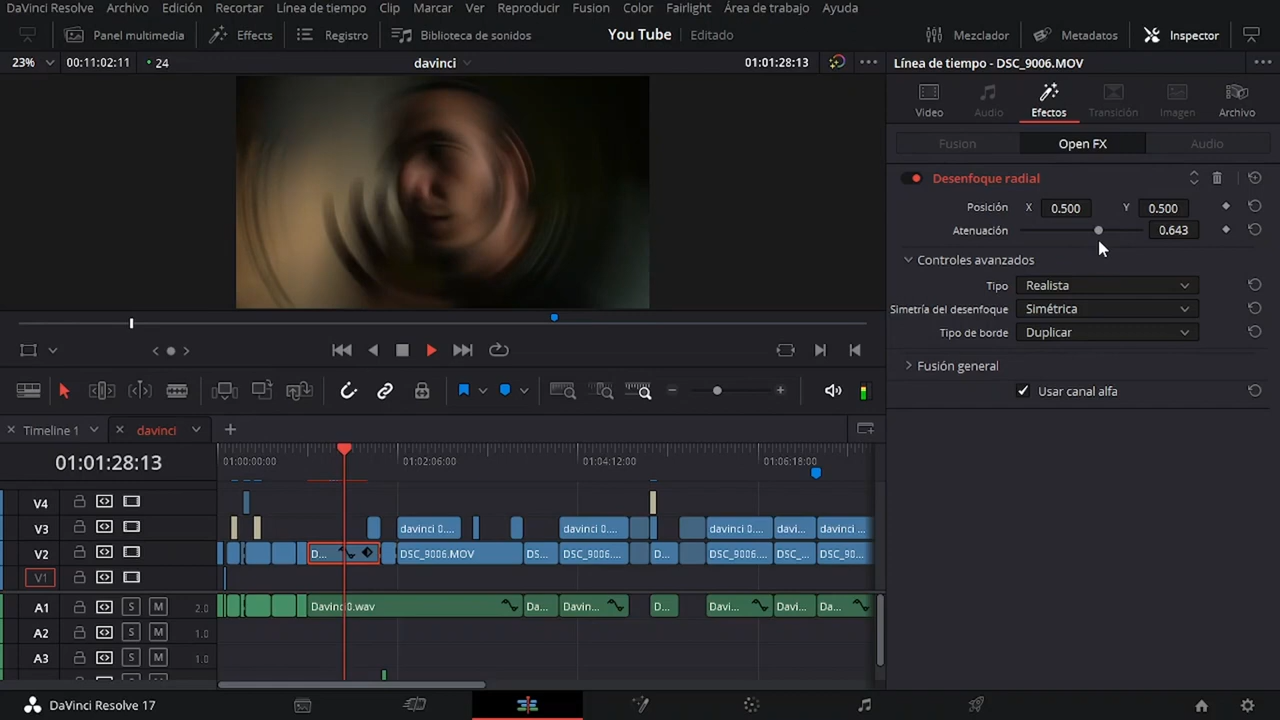 DaVinci Resolve Archivo Edición Recortar Línea de tiempo Clip Marcar Ver Reproducir Fusion Color Fairlight Área de trabajo Ayuda
Panel multimedia Effects Registro Biblioteca de sonidos You Tube Editado Mezclador Metadatos Inspector
23% 00:11:02:11 24 davinci 01:01:28:13 Línea de tiempo - DSC_9006.MOV
Video Audio Efectos Transición Imagen Archivo
Fusion Open FX Audio
Desenfoque radial
Posición X 0.500 Y 0.500
Atenuación 0.643
Controles avanzados
Tipo Realista
Simetría del desenfoque Simétrica
Tipo de borde Duplicar
Fusión general
Usar canal alfa
Timeline 1 davinci
01:01:28:13 01:00:00:00 01:02:06:00 01:04:12:00 01:06:18:00
V4
V3 davinci 0.... davinci 0.... davinci 0.... davi... davinci ...
V2 D... DSC_9006.MOV DS... DSC_9006.... D... DSC_9006.... DSC_... DSC_90...
V1
A1 S M 2.0 Davinci0.wav Da... Davin... D... Davi... Davi... Da...
A2 S M 1.0
A3 S M 1.0
DaVinci Resolve 17